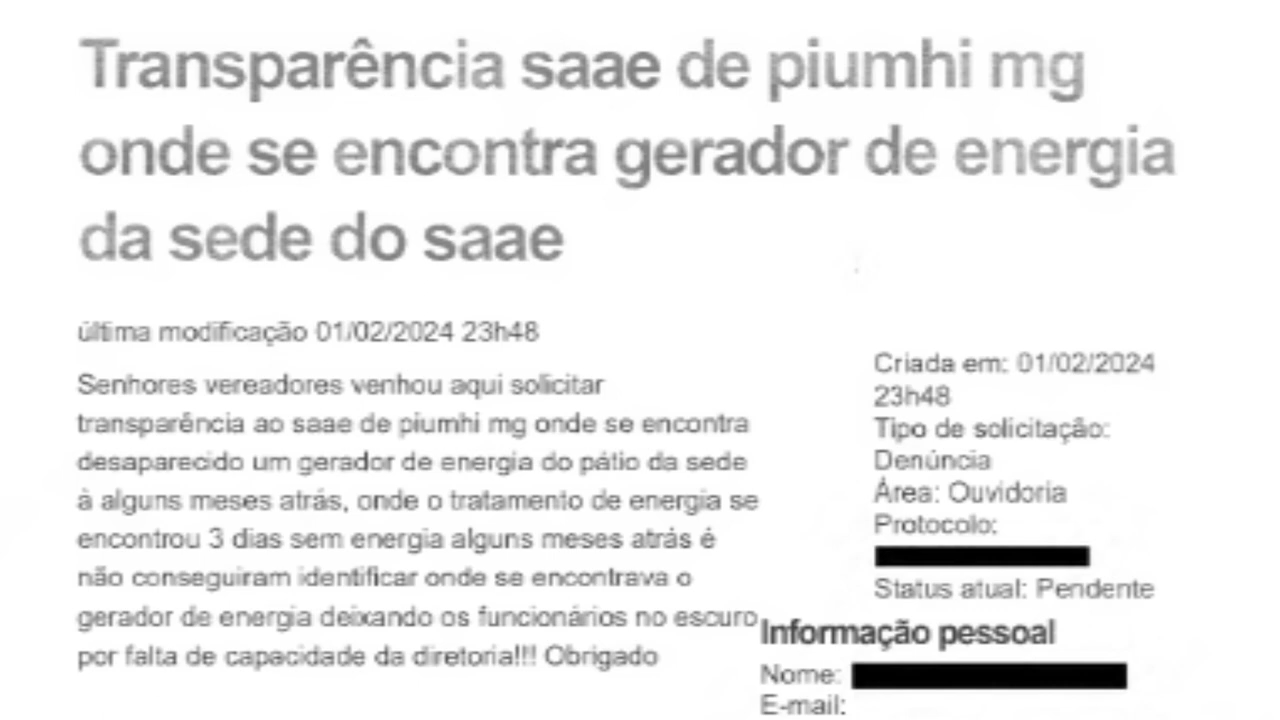 Transparência saae de piumhi mg
onde se encontra gerador de energia
da sede do saae
última modificação 01/02/2024 23h48
Senhores vereadores venhou aqui solicitar
transparência ao saae de piumhi mg onde se encontra
desaparecido um gerador de energia do pátio da sede
à alguns meses atrás, onde o tratamento de energia se
encontrou 3 dias sem energia alguns meses atrás é
não conseguiram identificar onde se encontrava o
gerador de energia deixando os funcionários no escuro
por falta de capacidade da diretoria!!! Obrigado
Criada em: 01/02/2024
23h48
Tipo de solicitação:
Denúncia
Área: Ouvidoria
Protocolo:
Status atual: Pendente
Informação pessoal
Nome:
E-mail: